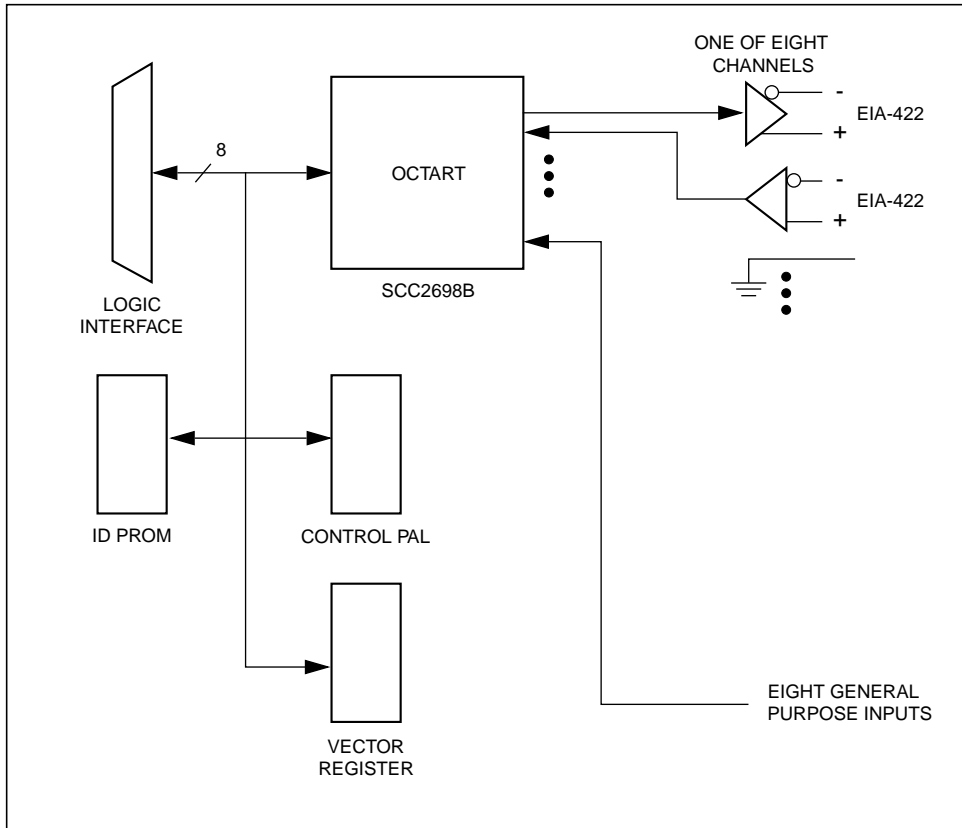 ONE OF EIGHT
CHANNELS
-
EIA-422
+
8
OCTART
-
EIA-422
+
SCC2698B
LOGIC
INTERFACE
ID PROM
CONTROL PAL
EIGHT GENERAL
PURPOSE INPUTS
VECTOR
REGISTER